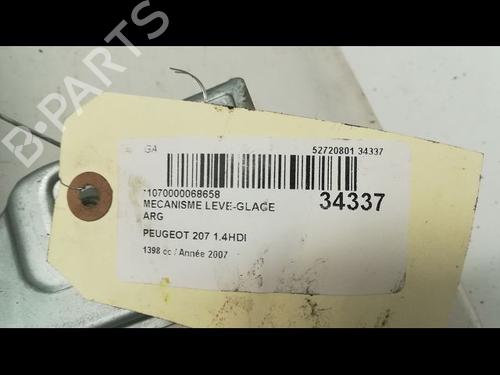 B-PARTS
GA
52720801 34337
*1070000068658
MECANISME LEVE-GLACE
ARG
34337
PEUGEOT 207 1.4HDI
1398 cc / Année 2007